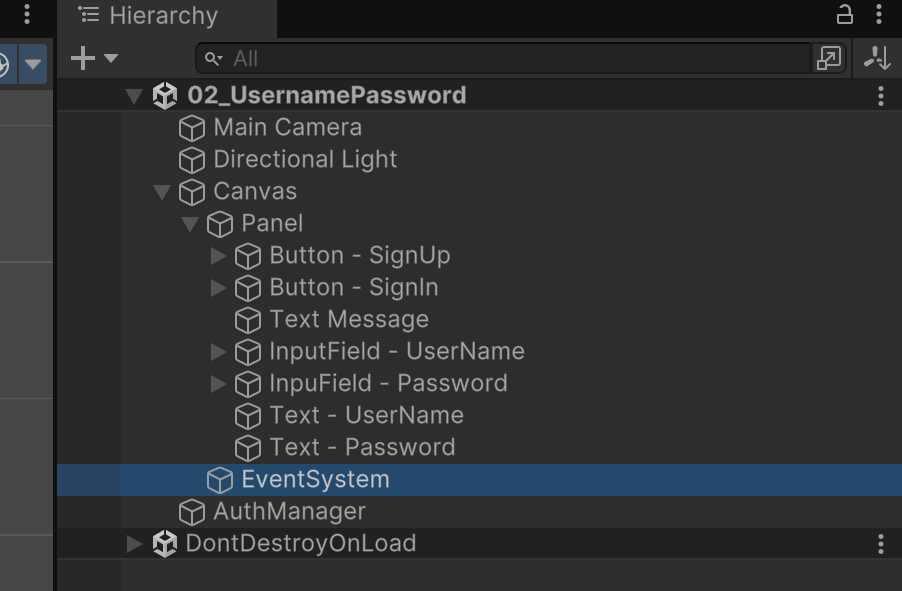 Hierarchy
All
02_UsernamePassword
Main Camera
Directional Light
Canvas
Panel
Button - SignUp
Button - SignIn
Text Message
InputField - UserName
InpuField - Password
Text - UserName
Text - Password
EventSystem
AuthManager
DontDestroyOnLoad